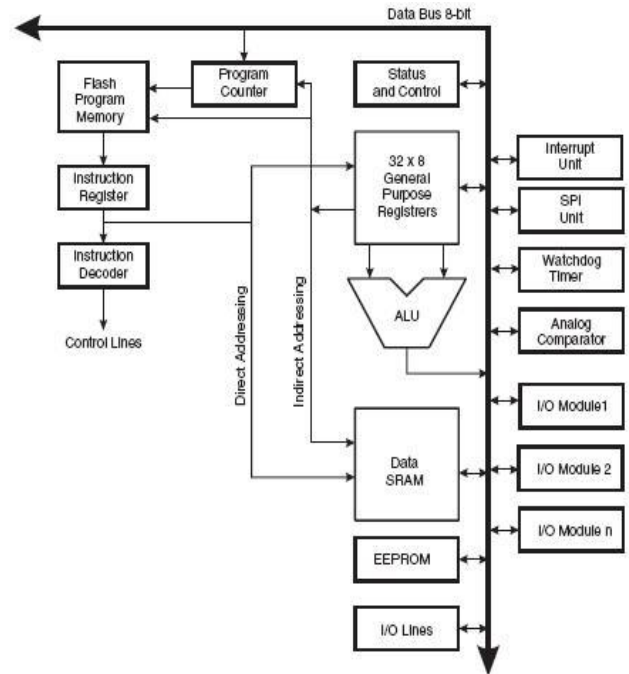 Data Bus 8-bit
Flash
Program
Memory
Program
Counter
Status
and Control
Instruction
Register
32 x 8
General
Purpose
Registrers
Interrupt
Unit
SPI
Unit
Instruction
Decoder
Watchdog
Timer
Control Lines
Direct Addressing
Indirect Addressing
ALU
Analog
Comparator
I/O Module1
Data
SRAM
I/O Module 2
I/O Module n
EEPROM
I/O Lines